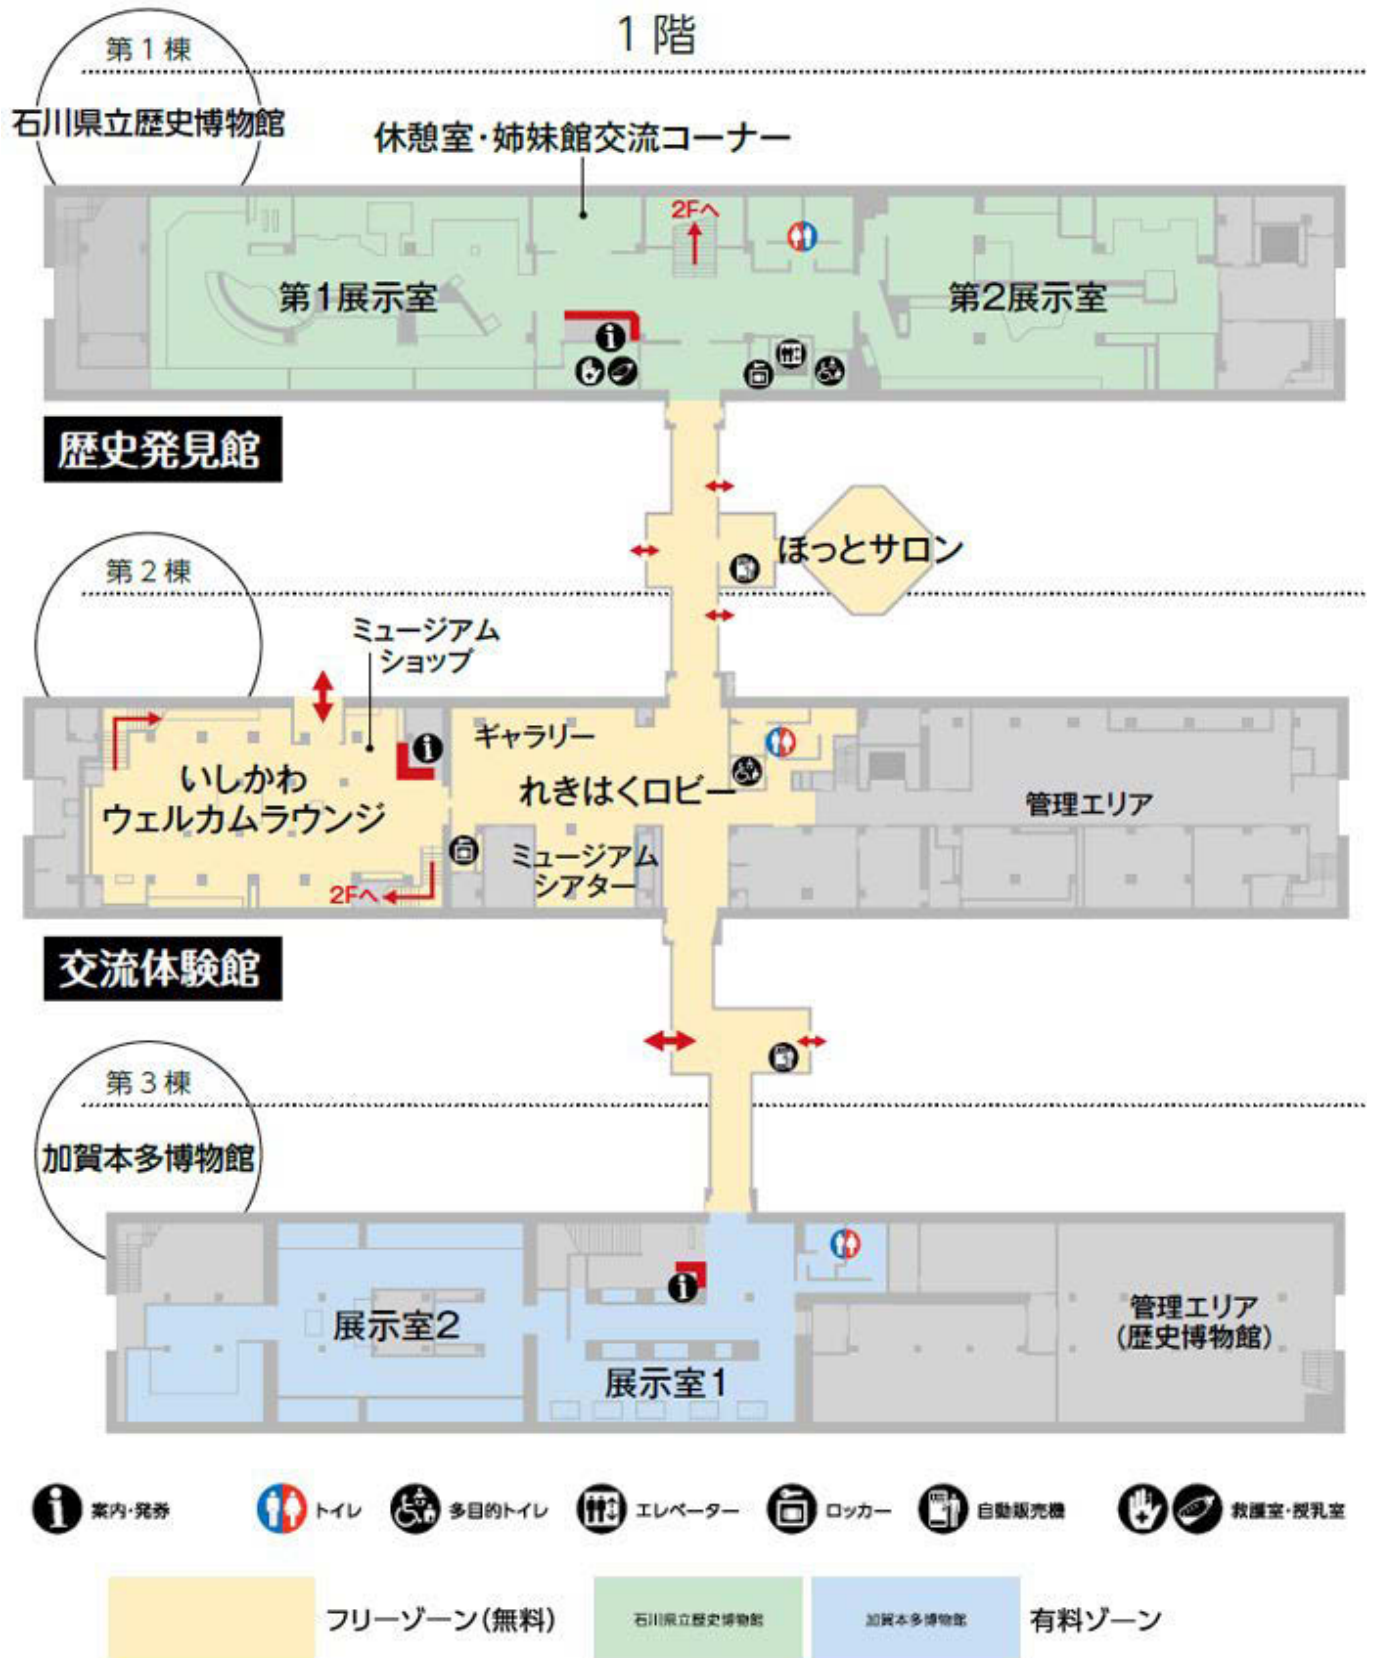 1階
第1棟
石川県立歴史博物館
休憩室・姉妹館交流コーナー
2Fへ
第1展示室
第2展示室
歴史発見館
ほっとサロン
第2棟
ミュージアム
ショップ
ギャラリー
いしかわ
ウェルカムラウンジ
れきはくロビー
管理エリア
ミュージアム
シアター
2Fへ
交流体験館
第3棟
加賀本多博物館
展示室2
展示室1
管理エリア
(歴史博物館)
案内・発券
トイレ
多目的トイレ
エレベーター
ロッカー
自動販売機
救護室・授乳室
フリーゾーン(無料)
石川県立歴史博物館
加賀本多博物館
有料ゾーン